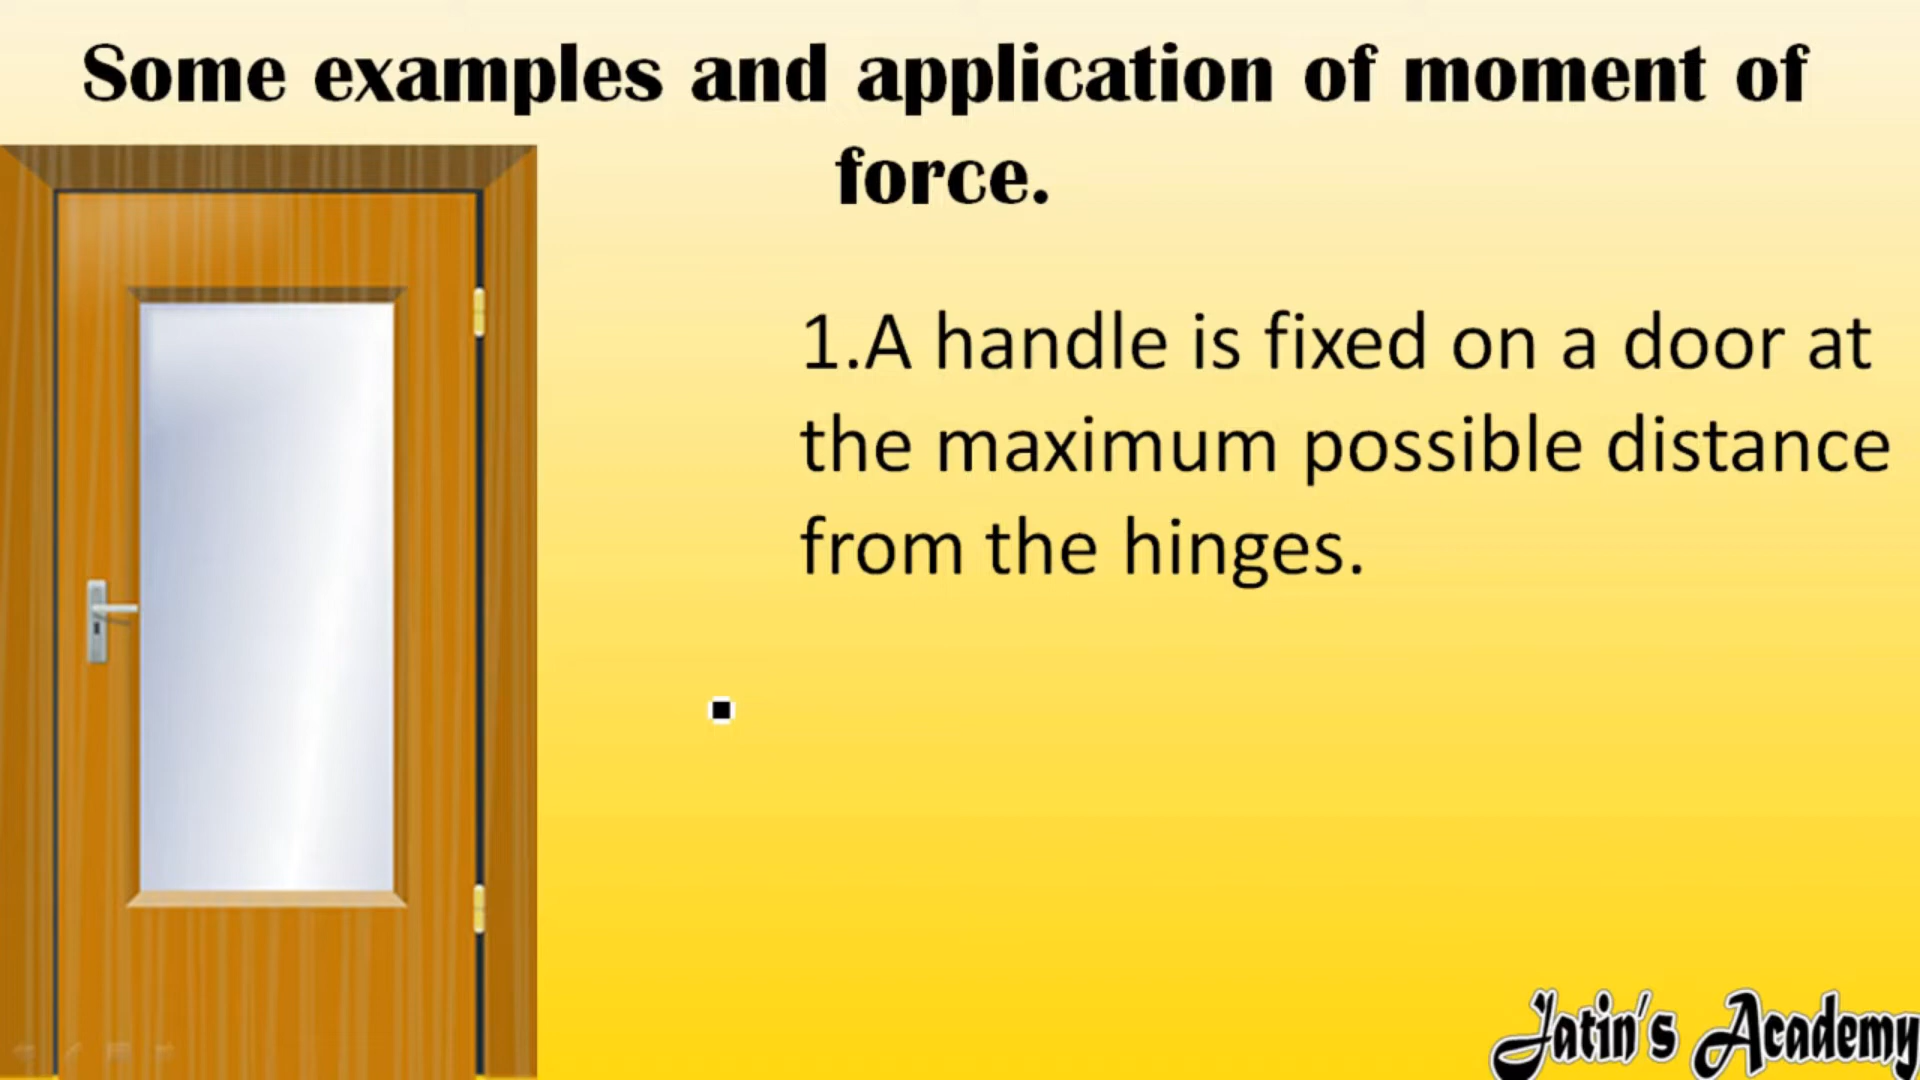 Some examples and application of moment of
force.
1.A handle is fixed on a door at
the maximum possible distance
from the hinges.
Jatin's Academy